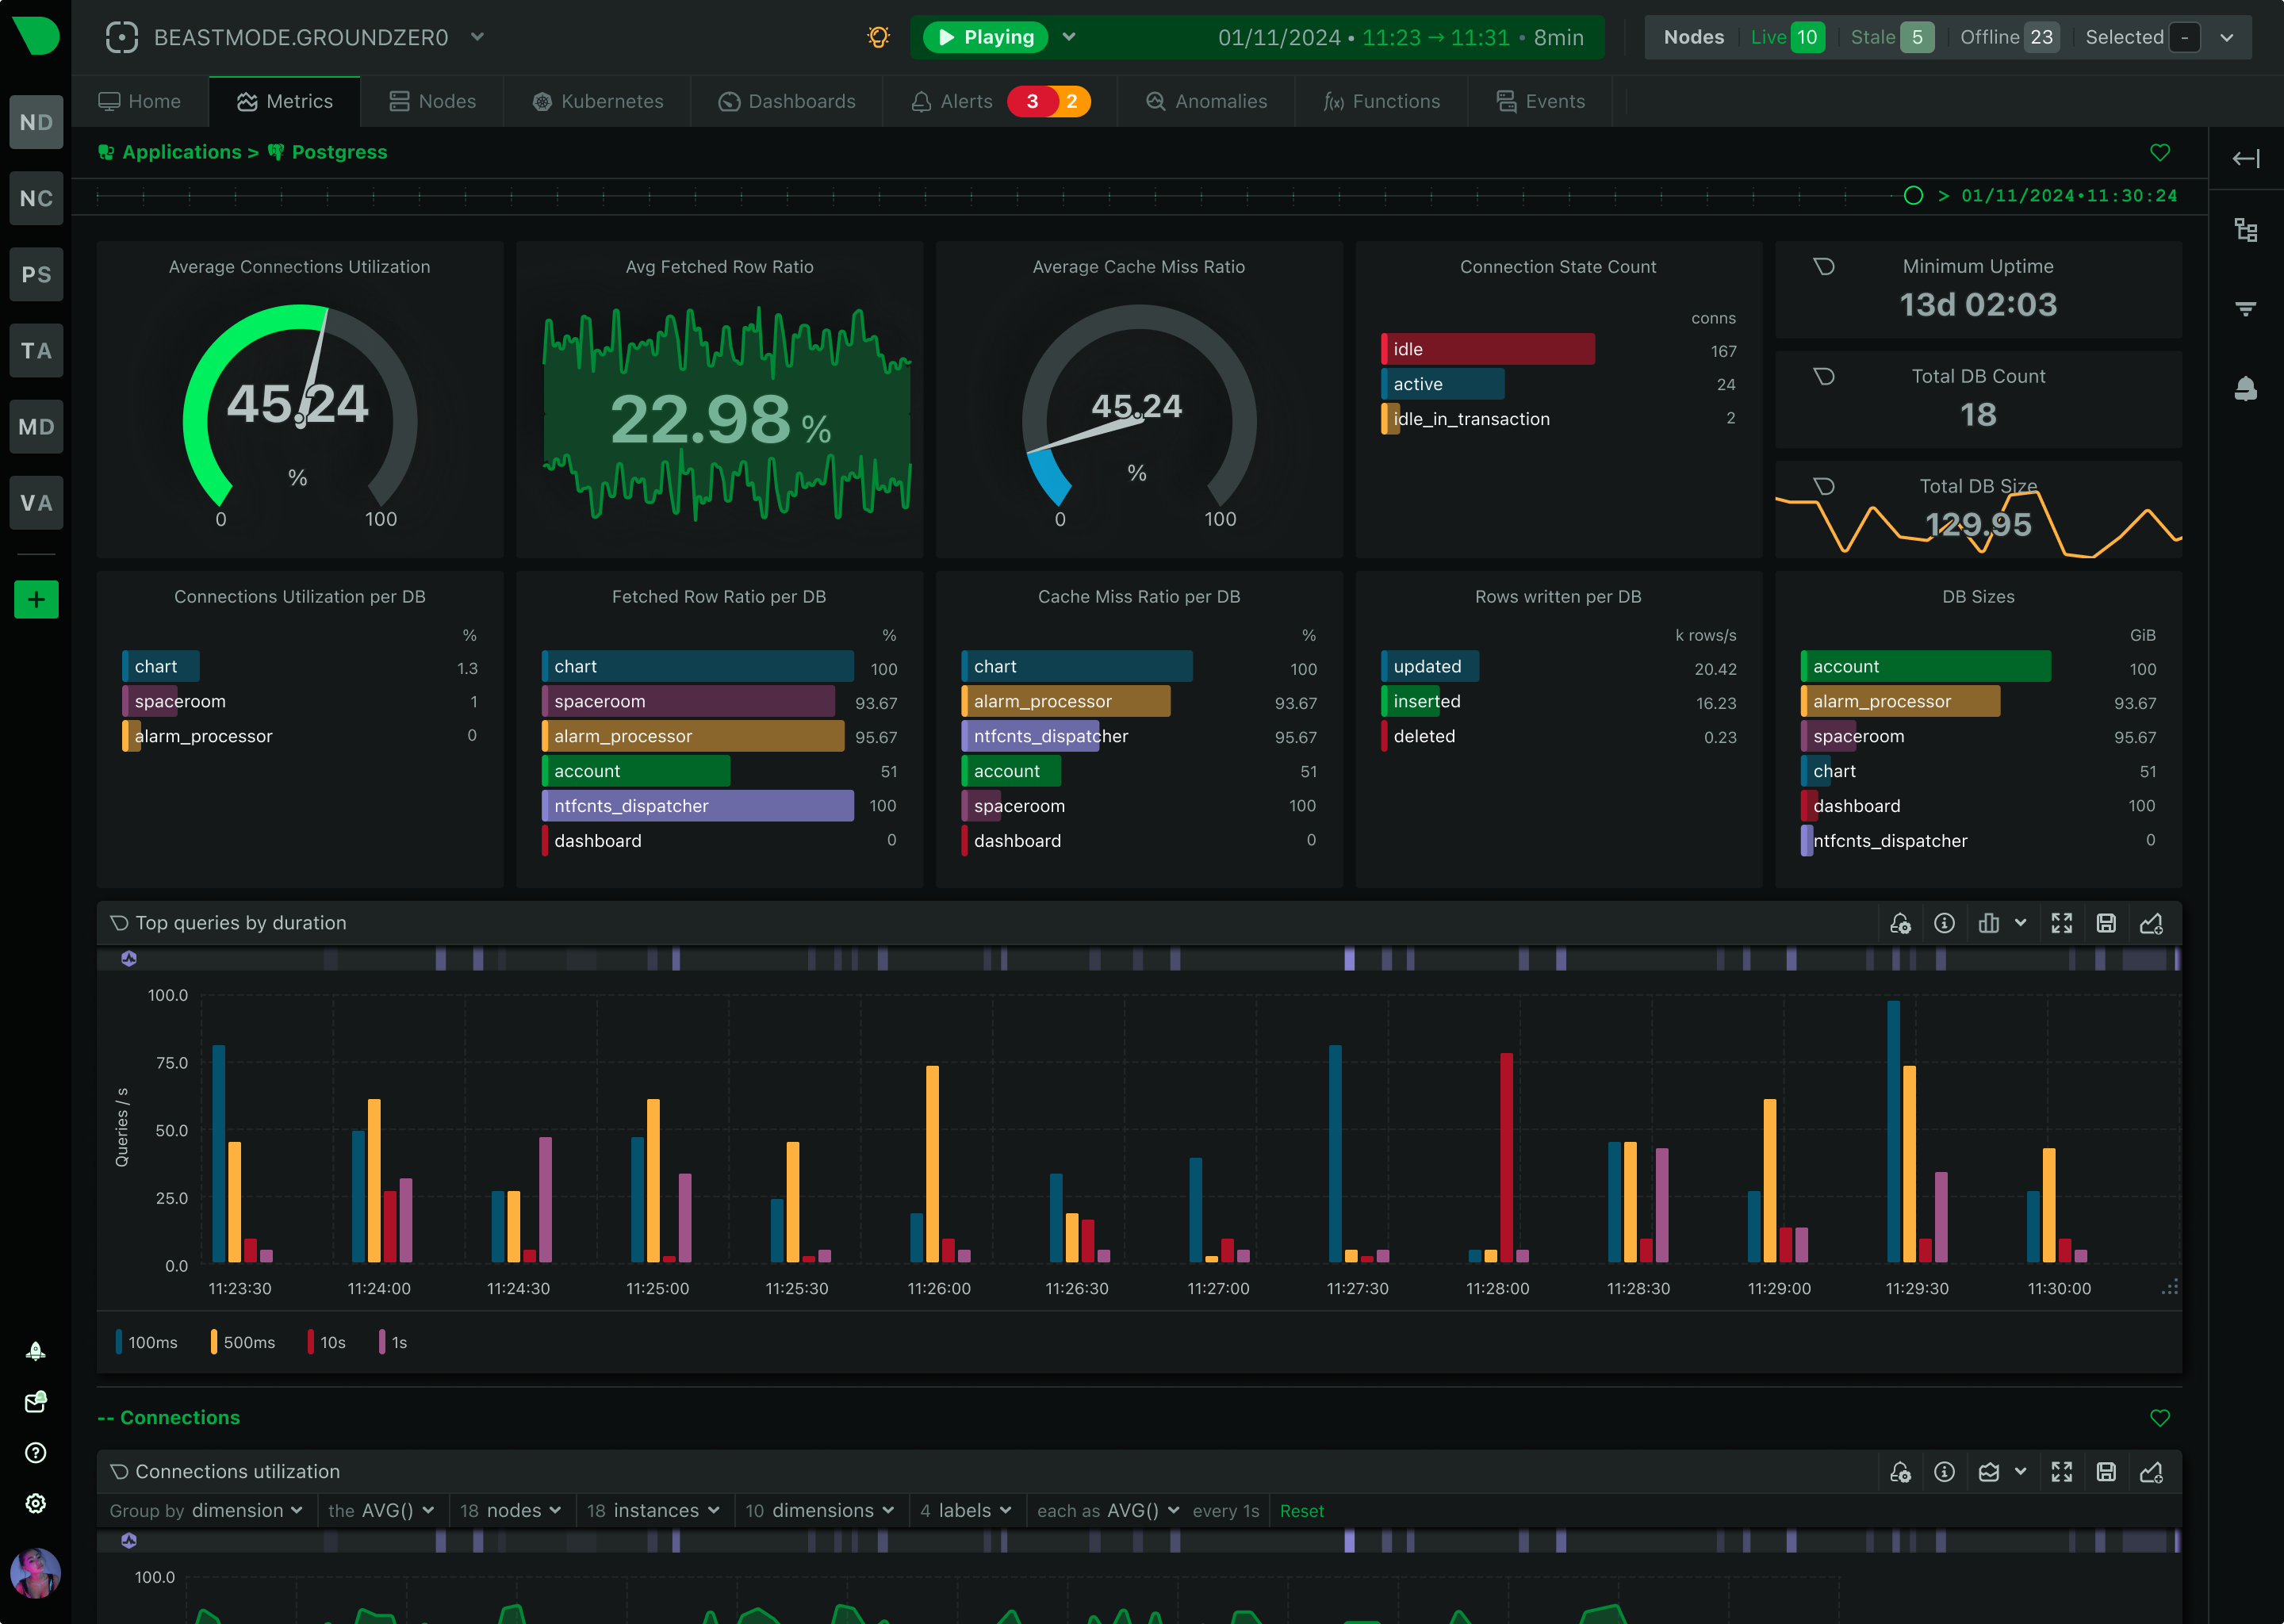 BEASTMODE.GROUNDZER0
Playing
01/11/2024 • 11:23 → 11:31 • 8min
Nodes Live 10 Stale 5 Offline 23 Selected -
ND
NC
PS
TA
MD
VA
+
Home
Metrics
Nodes
Kubernetes
Dashboards
Alerts 3 2
Anomalies
f(x) Functions
Events
Applications > Postgress
> 01/11/2024•11:30:24
Average Connections Utilization
45.24
%
0 100
Avg Fetched Row Ratio
22.98 %
Average Cache Miss Ratio
45.24
%
0 100
Connection State Count
conns
idle 167
active 24
idle_in_transaction 2
Minimum Uptime
13d 02:03
Total DB Count
18
Total DB Size
129.95
Connections Utilization per DB
%
chart 1.3
spaceroom 1
alarm_processor 0
Fetched Row Ratio per DB
%
chart 100
spaceroom 93.67
alarm_processor 95.67
account 51
ntfcnts_dispatcher 100
dashboard 0
Cache Miss Ratio per DB
%
chart 100
alarm_processor 93.67
ntfcnts_dispatcher 95.67
account 51
spaceroom 100
dashboard 0
Rows written per DB
k rows/s
updated 20.42
inserted 16.23
deleted 0.23
DB Sizes
GiB
account 100
alarm_processor 93.67
spaceroom 95.67
chart 51
dashboard 100
ntfcnts_dispatcher 0
Top queries by duration
Queries / s
100.0
75.0
50.0
25.0
0.0
11:23:30 11:24:00 11:24:30 11:25:00 11:25:30 11:26:00 11:26:30 11:27:00 11:27:30 11:28:00 11:28:30 11:29:00 11:29:30 11:30:00
100ms 500ms 10s 1s
-- Connections
Connections utilization
Group by dimension the AVG() 18 nodes 18 instances 10 dimensions 4 labels each as AVG() every 1s Reset
100.0